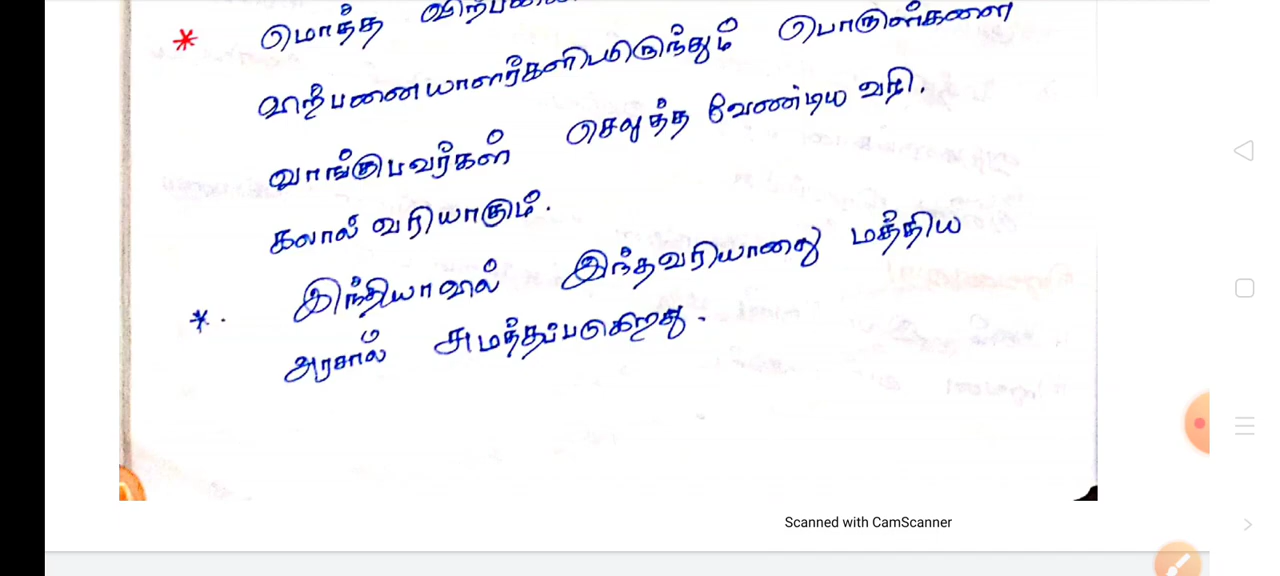 * மொத்த
விற்பனையாளர்களிடமிருந்தும் பொருள்களை
வாங்குபவர்கள் செலுத்த வேண்டிய வரி.
கலால் வரியாகும்.
*. இந்தியாவில் இந்தவரியானது மத்திய
அரசால் சுமத்தப்படுகிறது.
Scanned with CamScanner